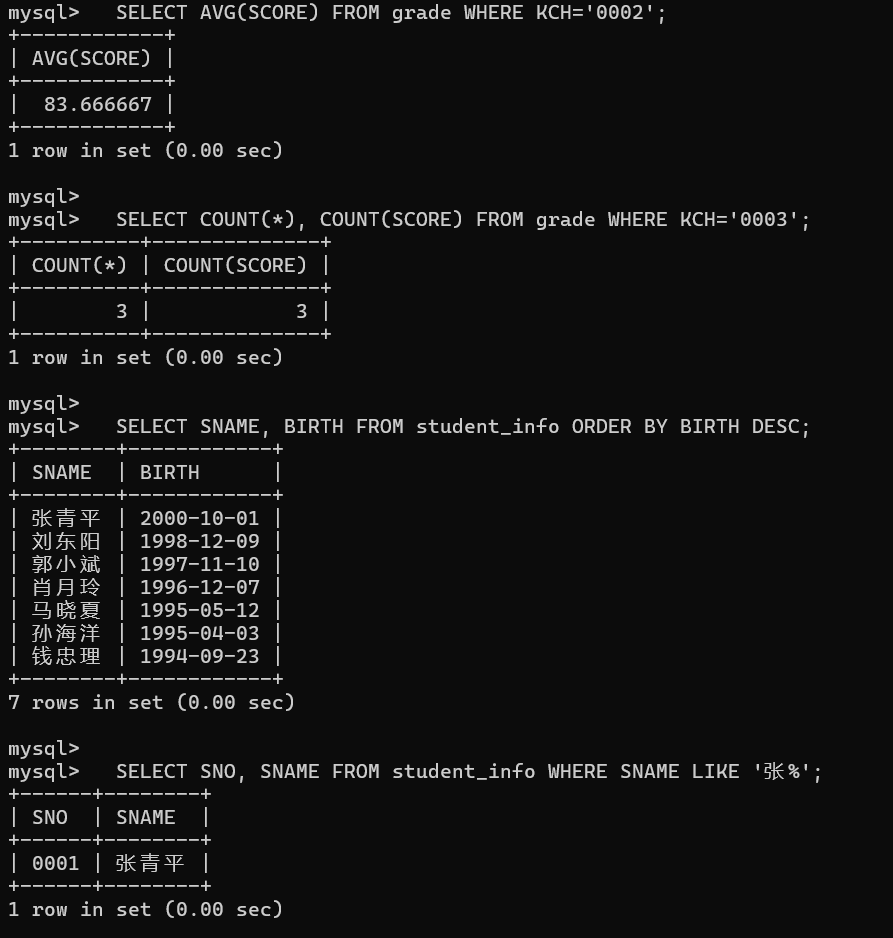 mysql>   SELECT AVG(SCORE) FROM grade WHERE KCH='0002';
+------------+
| AVG(SCORE) |
+------------+
|  83.666667 |
+------------+
1 row in set (0.00 sec)

mysql>
mysql>   SELECT COUNT(*), COUNT(SCORE) FROM grade WHERE KCH='0003';
+----------+--------------+
| COUNT(*) | COUNT(SCORE) |
+----------+--------------+
|        3 |            3 |
+----------+--------------+
1 row in set (0.00 sec)

mysql>
mysql>   SELECT SNAME, BIRTH FROM student_info ORDER BY BIRTH DESC;
+--------+------------+
| SNAME  | BIRTH      |
+--------+------------+
| 张青平 | 2000-10-01 |
| 刘东阳 | 1998-12-09 |
| 郭小斌 | 1997-11-10 |
| 肖月玲 | 1996-12-07 |
| 马晓夏 | 1995-05-12 |
| 孙海洋 | 1995-04-03 |
| 钱忠理 | 1994-09-23 |
+--------+------------+
7 rows in set (0.00 sec)

mysql>
mysql>   SELECT SNO, SNAME FROM student_info WHERE SNAME LIKE '张%';
+------+--------+
| SNO  | SNAME  |
+------+--------+
| 0001 | 张青平 |
+------+--------+
1 row in set (0.00 sec)